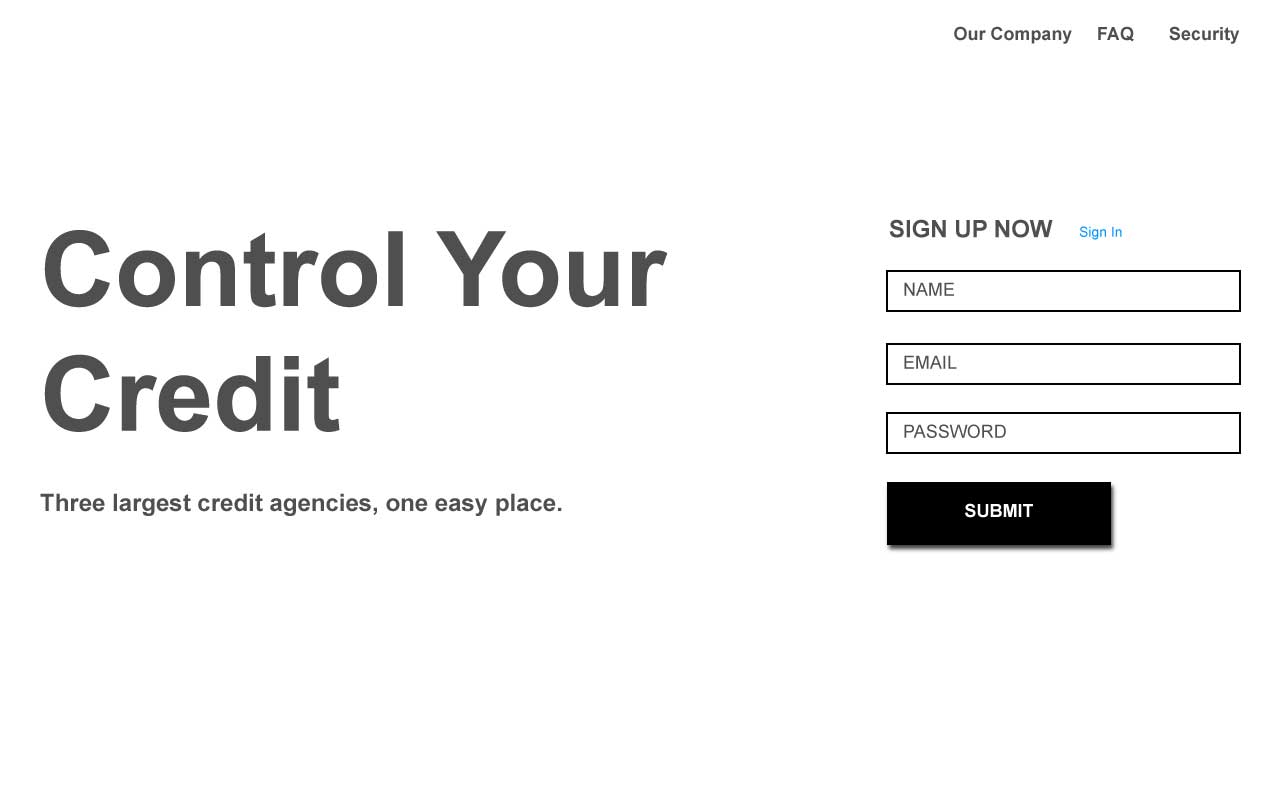 Our Company FAQ Security
Control Your
Credit
Three largest credit agencies, one easy place.
SIGN UP NOW Sign In
NAME
EMAIL
PASSWORD
SUBMIT